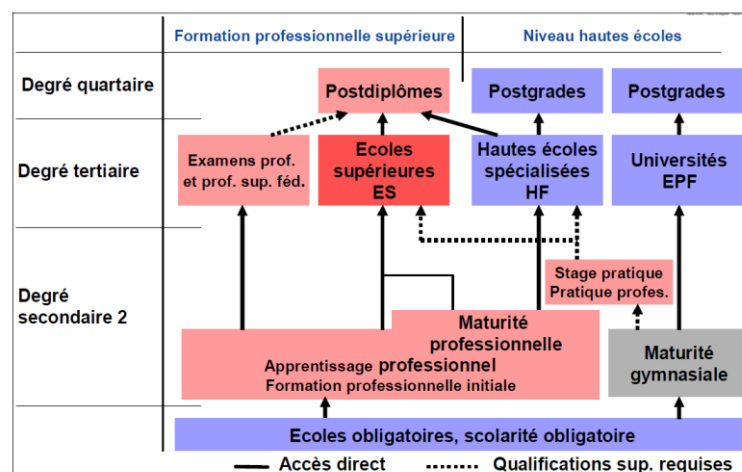 Formation professionnelle supérieure
Niveau hautes écoles
Degré quartaire
Postdiplômes
Postgrades
Postgrades
Degré tertiaire
Examens prof.
et prof. sup. féd.
Ecoles
supérieures
ES
Hautes écoles
spécialisées
HF
Universités
EPF
Degré
secondaire 2
Stage pratique
Pratique profes.
Maturité
professionnelle
Apprentissage professionnel
Formation professionnelle initiale
Maturité
gymnasiale
Ecoles obligatoires, scolarité obligatoire
Accès direct
Qualifications sup. requises